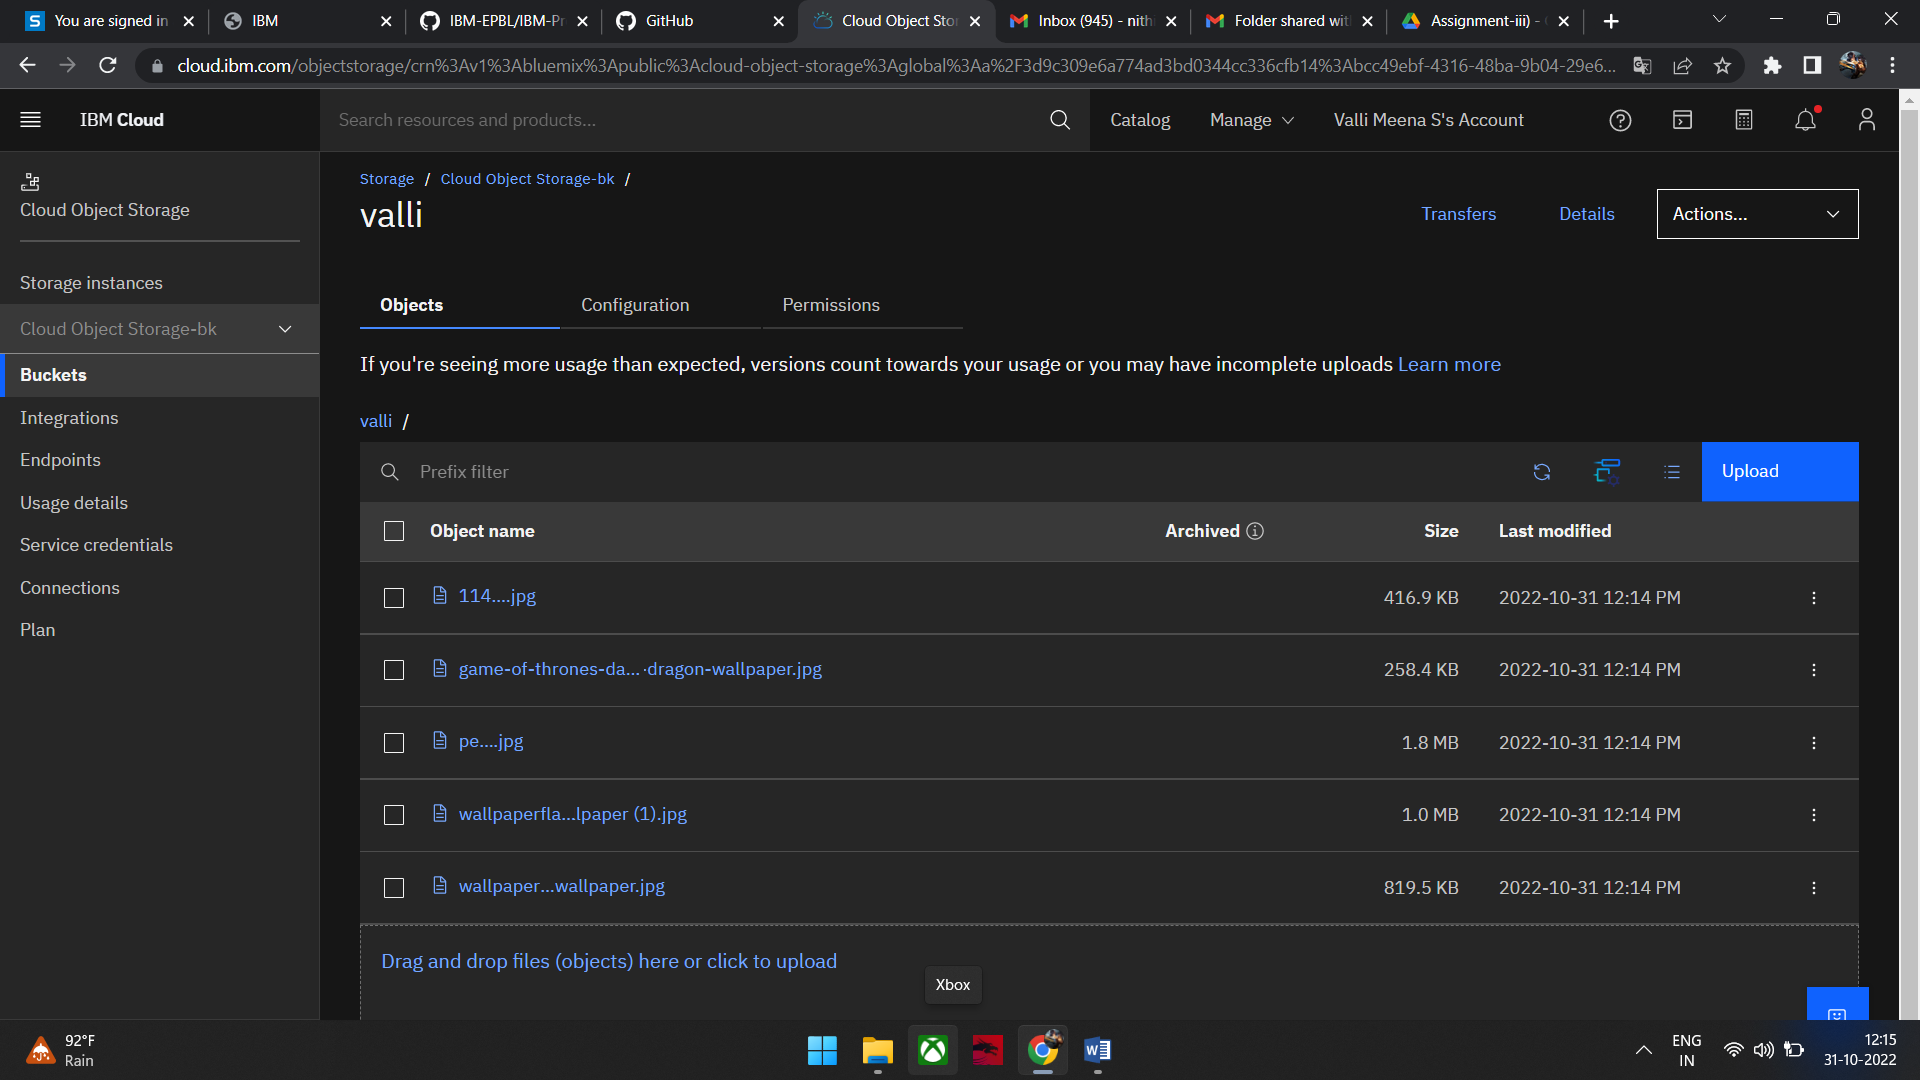 You are signed in
IBM
IBM-EPBL/IBM-Pr
GitHub
Cloud Object Stor
Inbox (945) - nith
Folder shared wit
Assignment-iii) -
cloud.ibm.com/objectstorage/crn%3Av1%3Abluemix%3Apublic%3Acloud-object-storage%3Aglobal%3Aa%2F3d9c309e6a774ad3bd0344cc336cfb14%3Abcc49ebf-4316-48ba-9b04-29e6...
IBM Cloud
Search resources and products...
Catalog
Manage
Valli Meena S's Account
Cloud Object Storage
Storage instances
Cloud Object Storage-bk
Buckets
Integrations
Endpoints
Usage details
Service credentials
Connections
Plan
Storage / Cloud Object Storage-bk /
valli
Transfers
Details
Actions...
Objects
Configuration
Permissions
If you're seeing more usage than expected, versions count towards your usage or you may have incomplete uploads Learn more
valli /
Prefix filter
Upload
Object name Archived Size Last modified
114....jpg 416.9 KB 2022-10-31 12:14 PM
game-of-thrones-da... ·dragon-wallpaper.jpg 258.4 KB 2022-10-31 12:14 PM
pe....jpg 1.8 MB 2022-10-31 12:14 PM
wallpaperfla...lpaper (1).jpg 1.0 MB 2022-10-31 12:14 PM
wallpaper...wallpaper.jpg 819.5 KB 2022-10-31 12:14 PM
Drag and drop files (objects) here or click to upload
Xbox
92°F
Rain
ENG
IN
12:15
31-10-2022